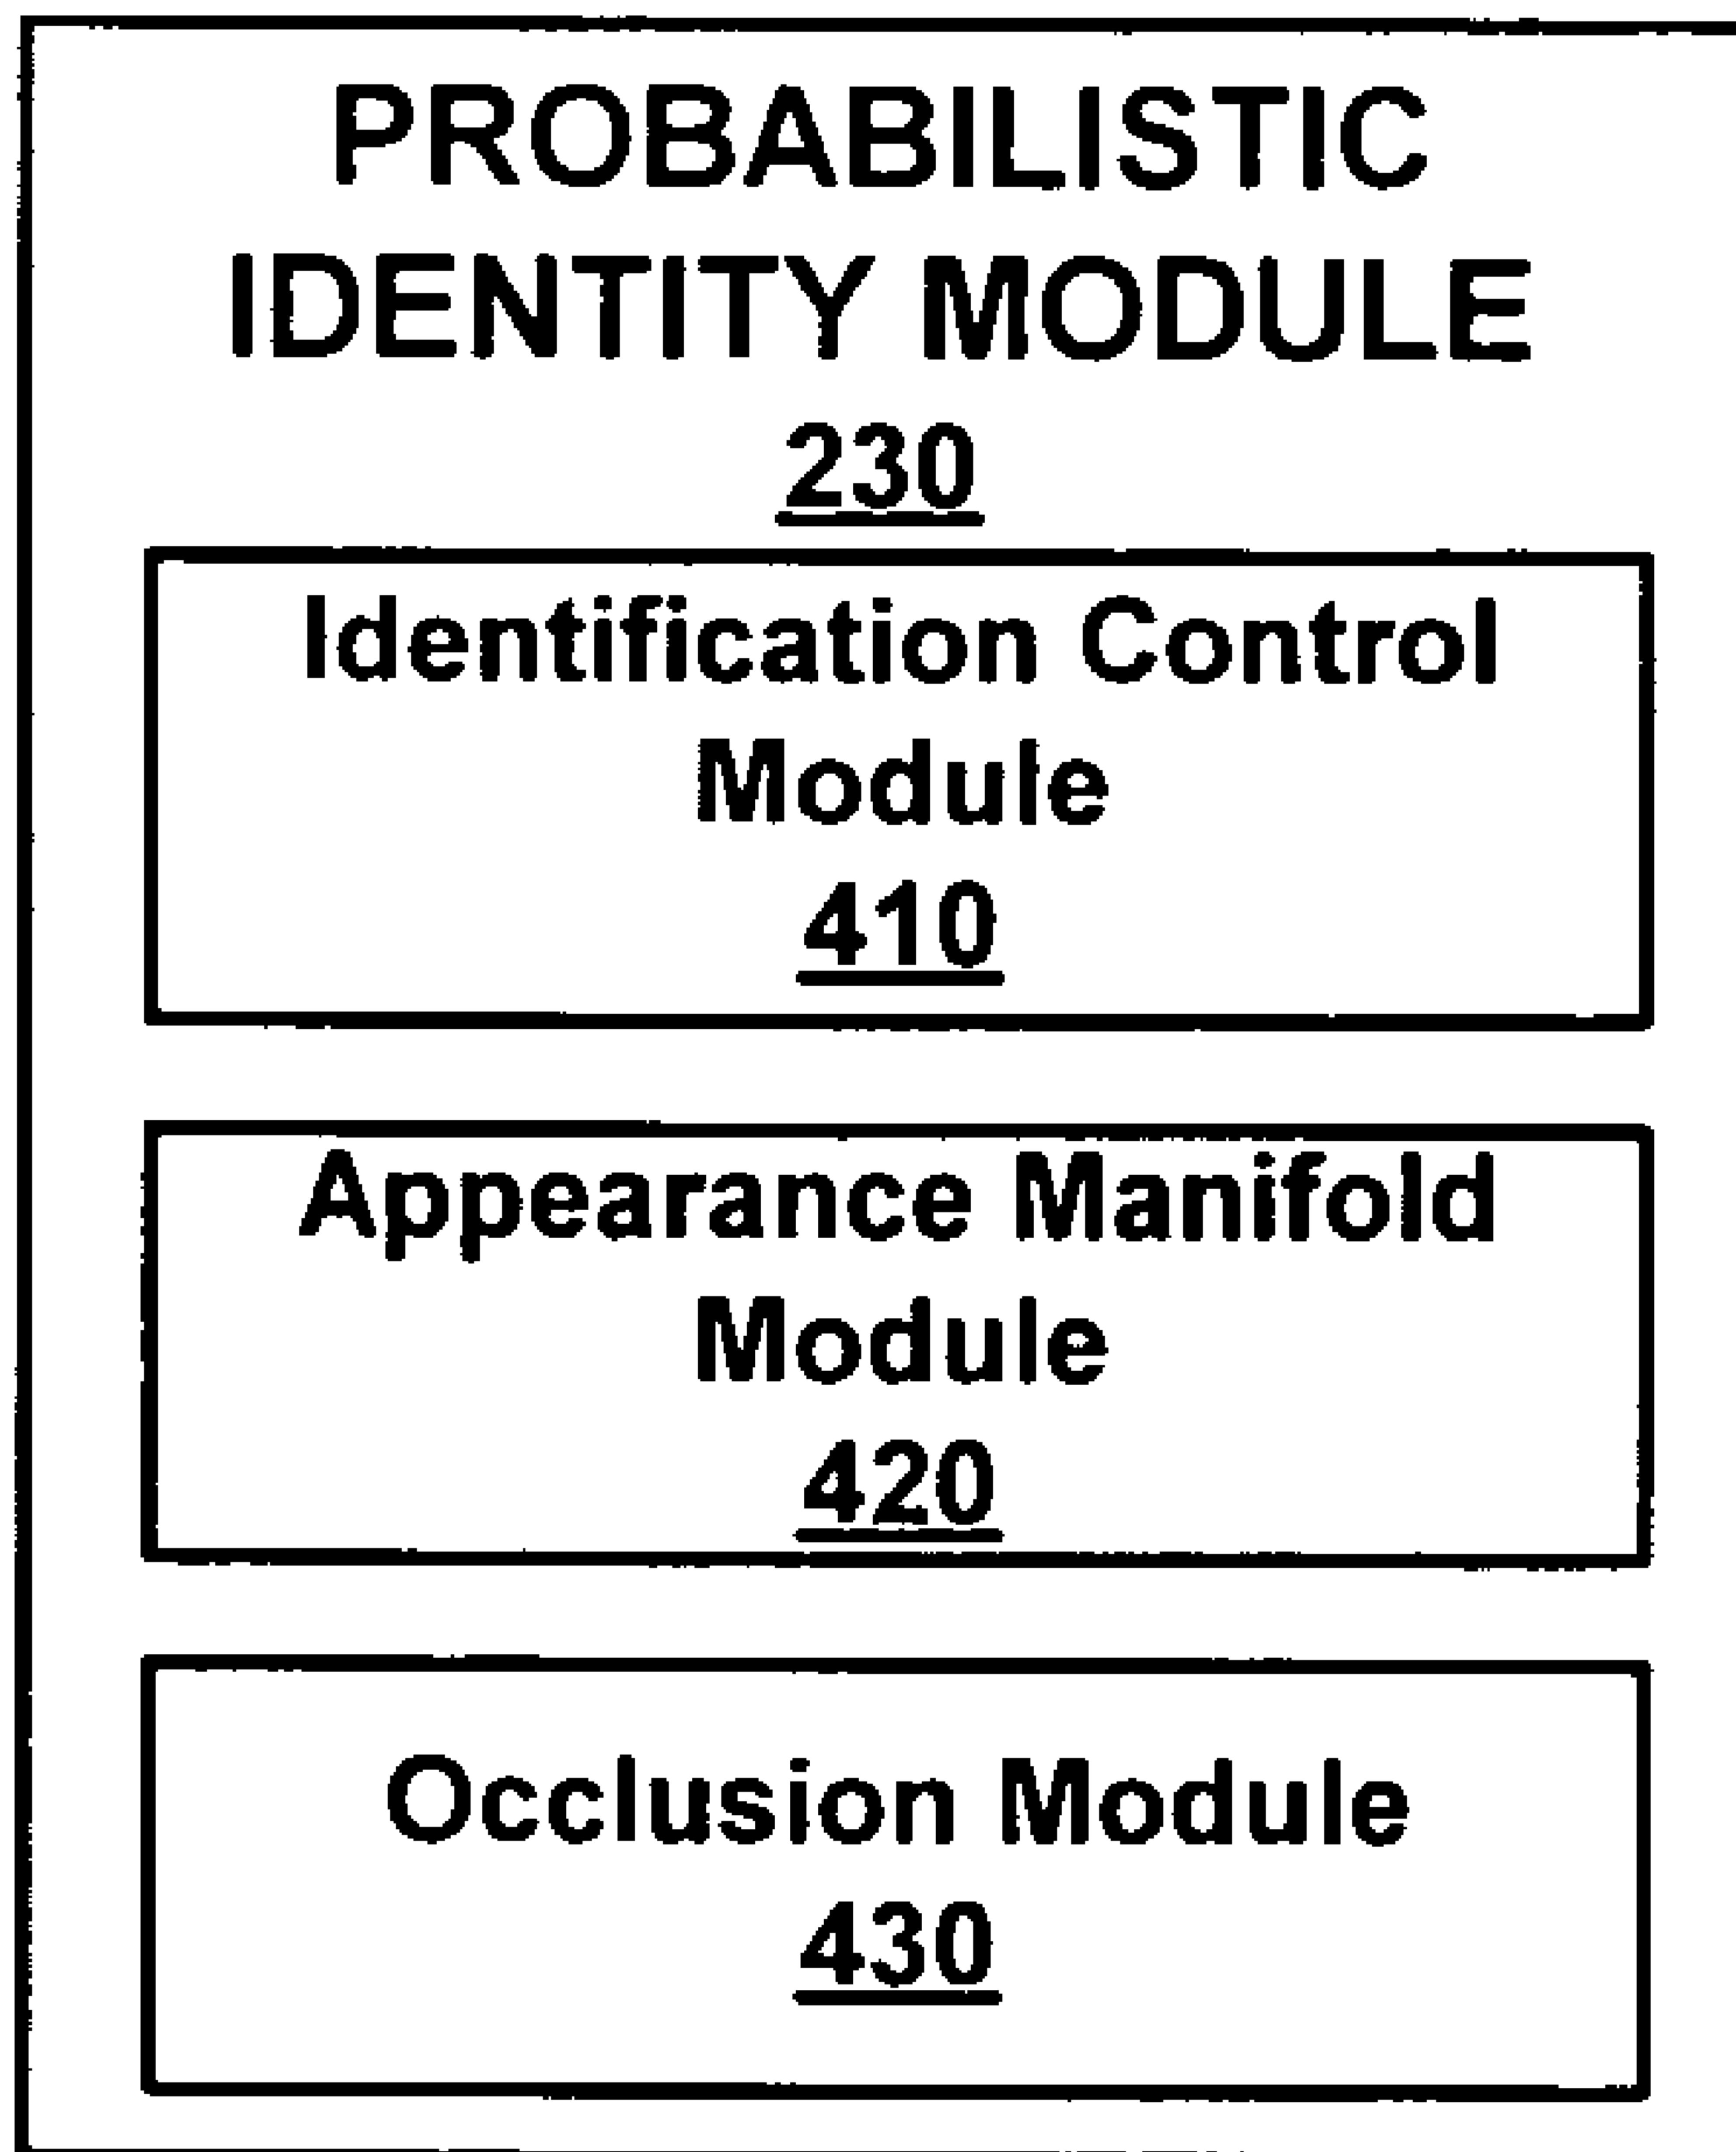 PROBABILISTIC
IDENTITY MODULE
230
Identification Control
Module
410
Appearance Manifold
Module
420
Occlusion Module
430